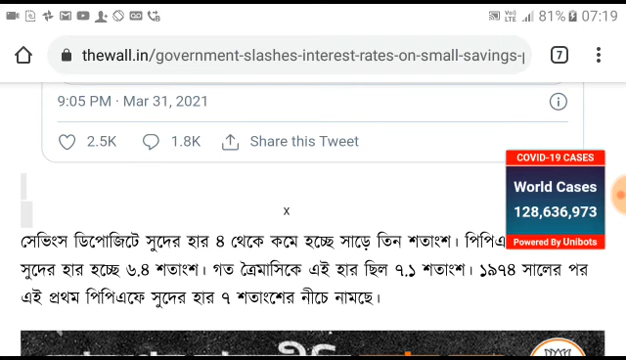 81% 07:19
thewall.in/government-slashes-interest-rates-on-small-savings-
7
9:05 PM · Mar 31, 2021
2.5K 1.8K Share this Tweet
COVID-19 CASES
World Cases
128,636,973
Powered By Unibots
x
সেভিংস ডিপোজিটে সুদের হার ৪ থেকে কমে হচ্ছে সাড়ে তিন শতাংশ। পিপিএ
সুদের হার হচ্ছে ৬.৪ শতাংশ। গত ত্রৈমাসিকে এই হার ছিল ৭.১ শতাংশ। ১৯৭৪ সালের পর
এই প্রথম পিপিএফে সুদের হার ৭ শতাংশের নীচে নামছে।